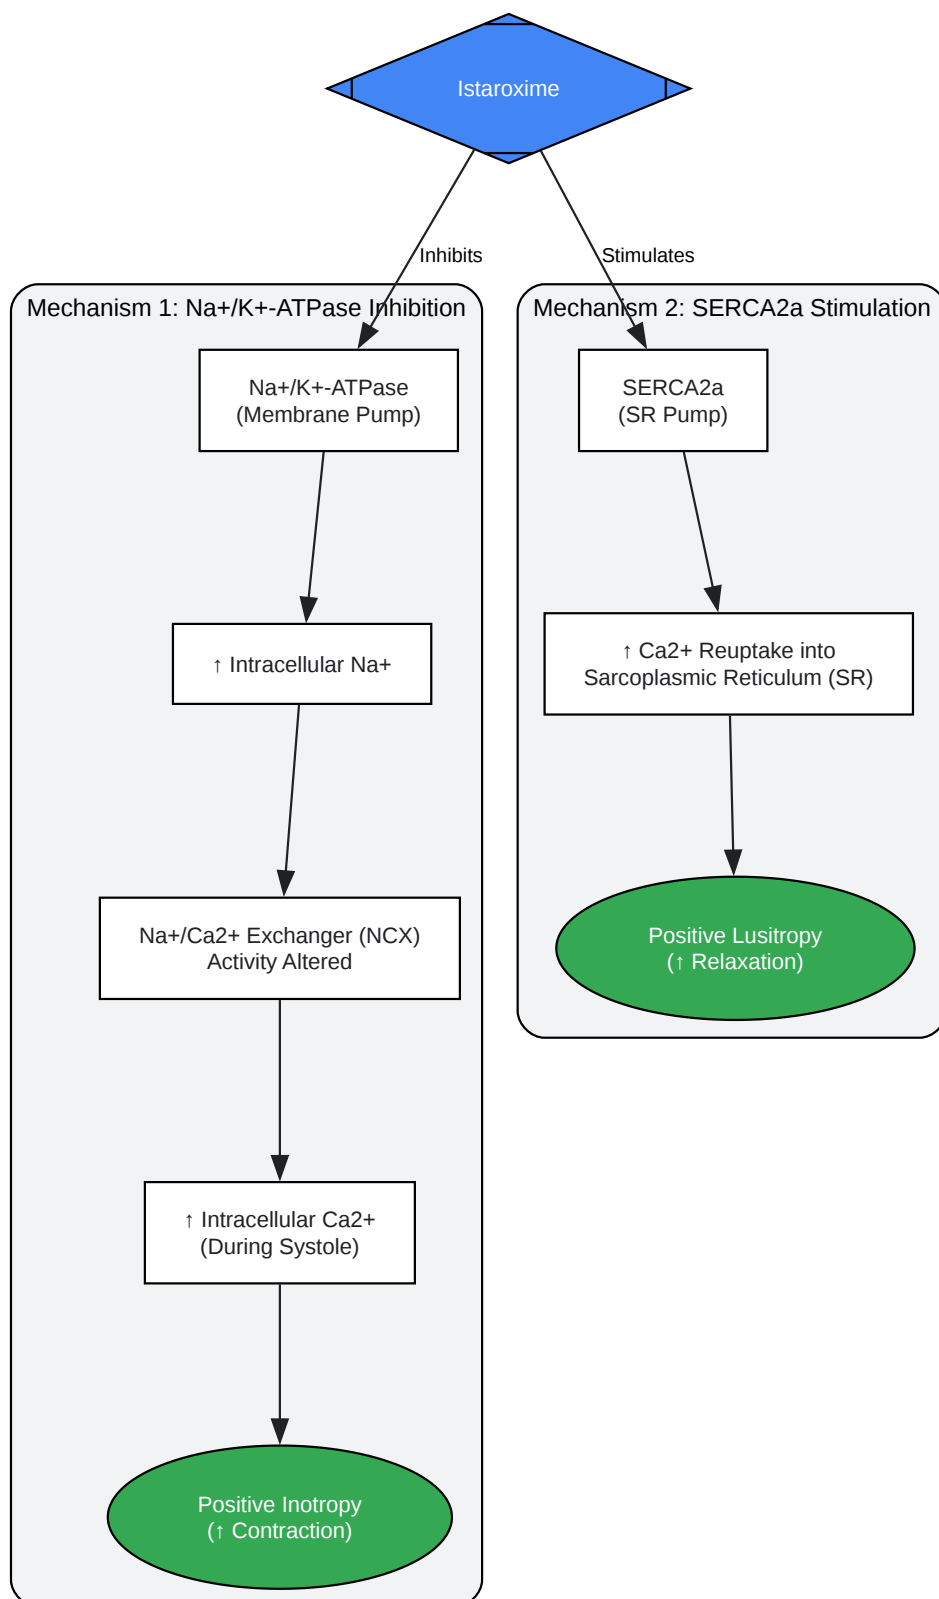 Istaroxime
Inhibits
Stimulates
Mechanism 1: Na+/K+-ATPase Inhibition
Na+/K+-ATPase
(Membrane Pump)
↑ Intracellular Na+
Na+/Ca2+ Exchanger (NCX)
Activity Altered
↑ Intracellular Ca2+
(During Systole)
Positive Inotropy
(↑ Contraction)
Mechanism 2: SERCA2a Stimulation
SERCA2a
(SR Pump)
↑ Ca2+ Reuptake into
Sarcoplasmic Reticulum (SR)
Positive Lusitropy
(↑ Relaxation)